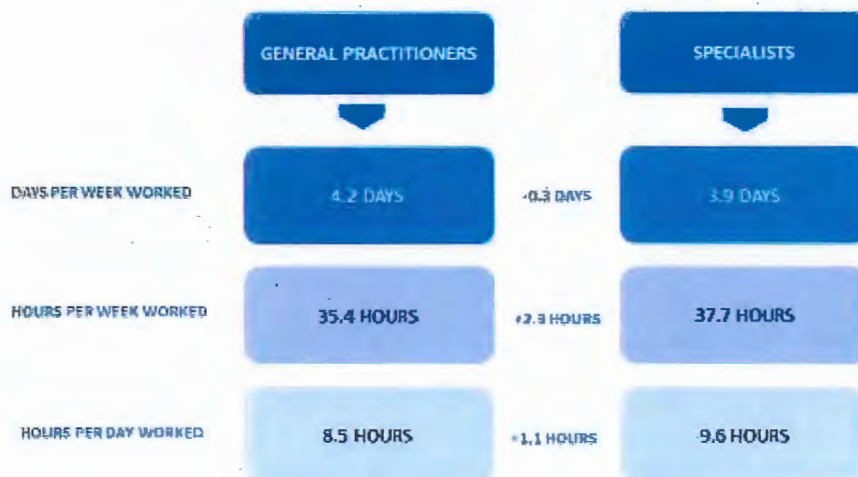 GENERAL PRACTITIONERS SPECIALISTS
DAYS PER WEEK WORKED 4.2 DAYS -0.3 DAYS 3.9 DAYS
HOURS PER WEEK WORKED 35.4 HOURS +2.3 HOURS 37.7 HOURS
HOURS PER DAY WORKED 8.5 HOURS +1.1 HOURS 9.6 HOURS